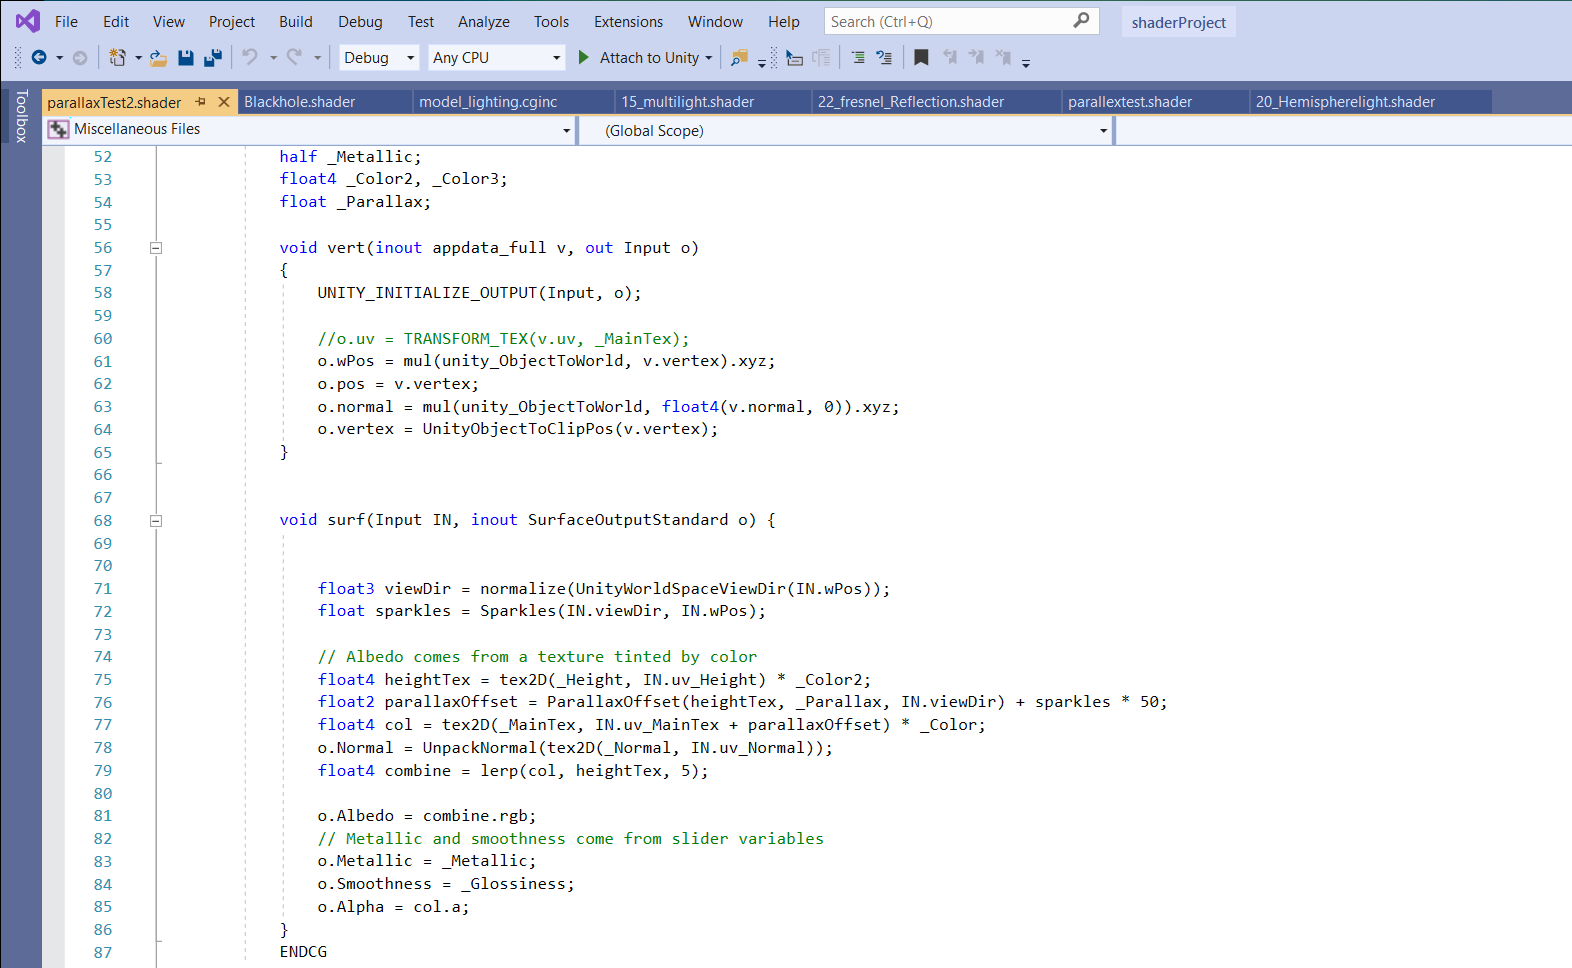 File Edit View Project Build Debug Test Analyze Tools Extensions Window Help Search (Ctrl+Q) shaderProject
Debug Any CPU Attach to Unity
Toolbox
parallaxTest2.shader Blackhole.shader model_lighting.cginc 15_multilight.shader 22_fresnel_Reflection.shader parallextest.shader 20_Hemispherelight.shader
Miscellaneous Files (Global Scope)
52 half _Metallic;
53 float4 _Color2, _Color3;
54 float _Parallax;
55
56 void vert(inout appdata_full v, out Input o)
57 {
58 UNITY_INITIALIZE_OUTPUT(Input, o);
59
60 //o.uv = TRANSFORM_TEX(v.uv, _MainTex);
61 o.wPos = mul(unity_ObjectToWorld, v.vertex).xyz;
62 o.pos = v.vertex;
63 o.normal = mul(unity_ObjectToWorld, float4(v.normal, 0)).xyz;
64 o.vertex = UnityObjectToClipPos(v.vertex);
65 }
66
67
68 void surf(Input IN, inout SurfaceOutputStandard o) {
69
70
71 float3 viewDir = normalize(UnityWorldSpaceViewDir(IN.wPos));
72 float sparkles = Sparkles(IN.viewDir, IN.wPos);
73
74 // Albedo comes from a texture tinted by color
75 float4 heightTex = tex2D(_Height, IN.uv_Height) * _Color2;
76 float2 parallaxOffset = ParallaxOffset(heightTex, _Parallax, IN.viewDir) + sparkles * 50;
77 float4 col = tex2D(_MainTex, IN.uv_MainTex + parallaxOffset) * _Color;
78 o.Normal = UnpackNormal(tex2D(_Normal, IN.uv_Normal));
79 float4 combine = lerp(col, heightTex, 5);
80
81 o.Albedo = combine.rgb;
82 // Metallic and smoothness come from slider variables
83 o.Metallic = _Metallic;
84 o.Smoothness = _Glossiness;
85 o.Alpha = col.a;
86 }
87 ENDCG